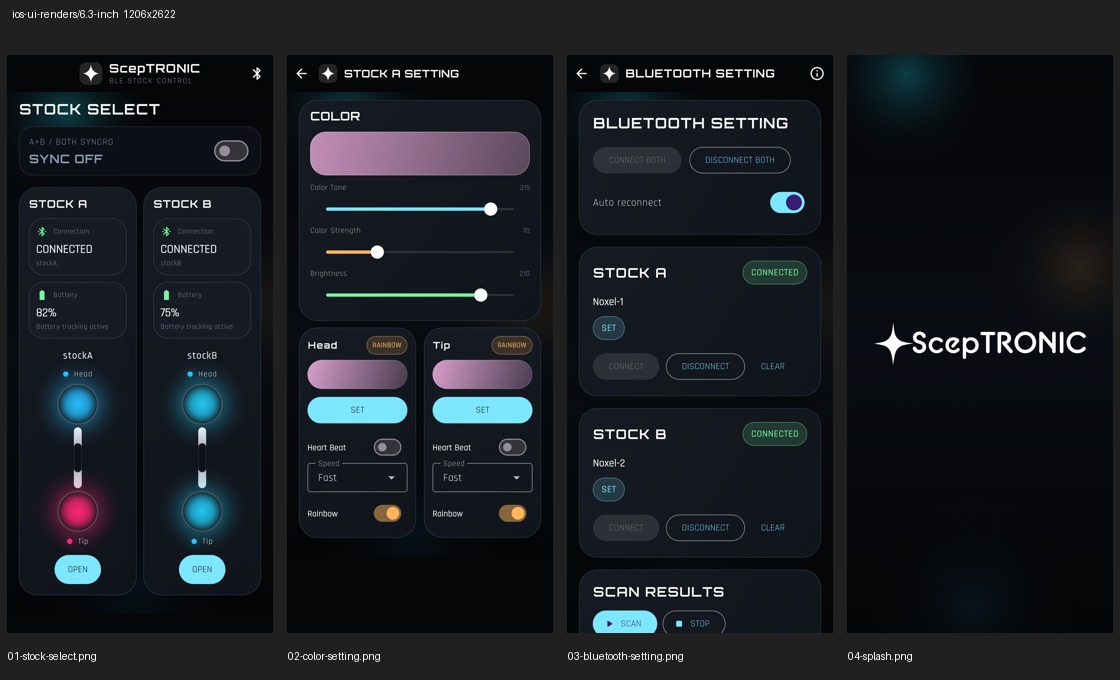 ios-ui-renders/6.3-inch 1206x2622
ScepTRONIC
BLE STOCK CONTROL
STOCK SELECT
A+B / BOTH SYNCRO
SYNC OFF
STOCK A
Connection
CONNECTED
stockA
Battery
82%
Battery tracking active
stockA
Head
Tip
OPEN
STOCK B
Connection
CONNECTED
stockB
Battery
75%
Battery tracking active
stockB
Head
Tip
OPEN
01-stock-select.png
STOCK A SETTING
COLOR
Color Tone 315
Color Strength 70
Brightness 210
Head RAINBOW
SET
Heart Beat
Speed
Fast
Rainbow
Tip RAINBOW
SET
Heart Beat
Speed
Fast
Rainbow
02-color-setting.png
BLUETOOTH SETTING
BLUETOOTH SETTING
CONNECT BOTH DISCONNECT BOTH
Auto reconnect
STOCK A CONNECTED
Noxel-1
SET
CONNECT DISCONNECT CLEAR
STOCK B CONNECTED
Noxel-2
SET
CONNECT DISCONNECT CLEAR
SCAN RESULTS
SCAN STOP
03-bluetooth-setting.png
ScepTRONIC
04-splash.png